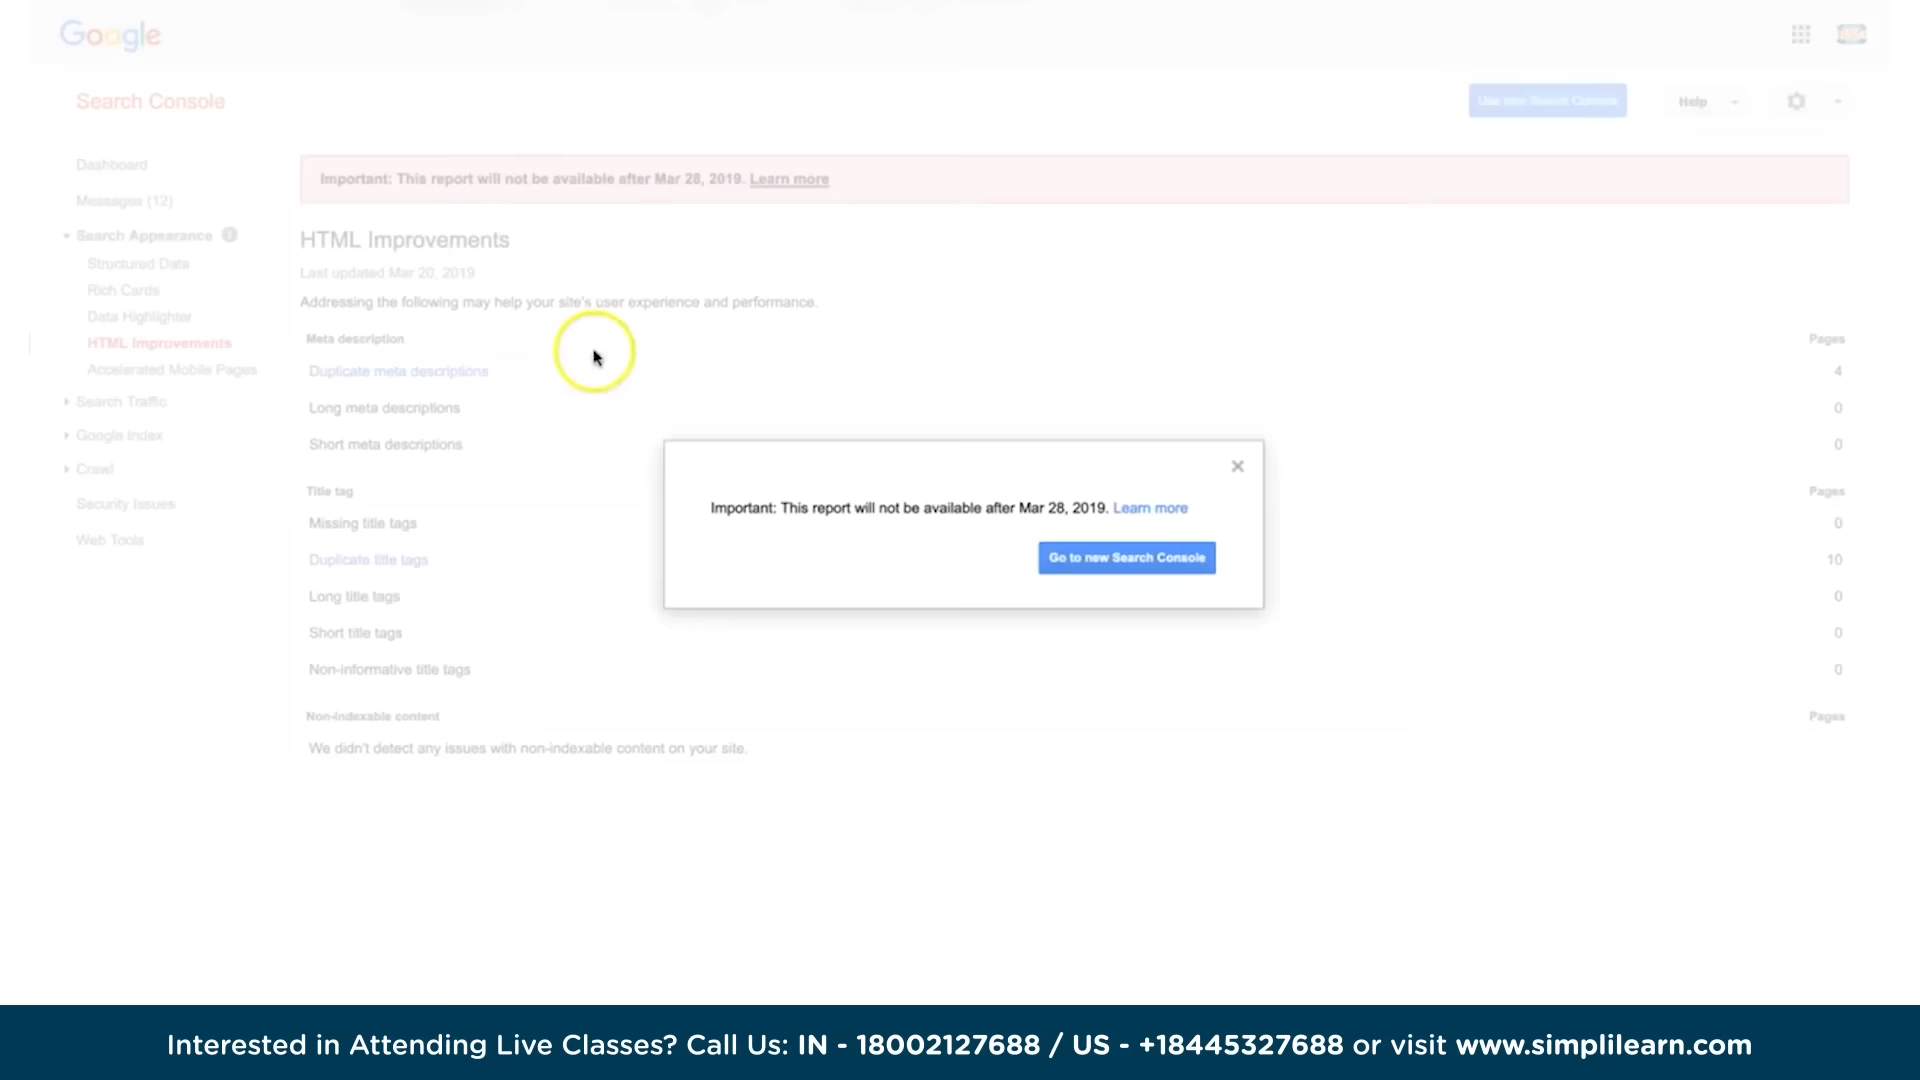 Google
Search Console
Use new Search Console
Help
Dashboard
Messages (12)
Search Appearance
Structured Data
Rich Cards
Data Highlighter
HTML Improvements
Accelerated Mobile Pages
Search Traffic
Google Index
Crawl
Security Issues
Web Tools
Important: This report will not be available after Mar 28, 2019. Learn more
HTML Improvements
Last updated Mar 20, 2019
Addressing the following may help your site's user experience and performance.
Meta description Pages
Duplicate meta descriptions 4
Long meta descriptions 0
Short meta descriptions 0
Title tag Pages
Missing title tags 0
Duplicate title tags 10
Long title tags 0
Short title tags 0
Non-informative title tags 0
Non-indexable content Pages
We didn't detect any issues with non-indexable content on your site.
Important: This report will not be available after Mar 28, 2019. Learn more
Go to new Search Console
Interested in Attending Live Classes? Call Us: IN - 18002127688 / US - +18445327688 or visit www.simplilearn.com